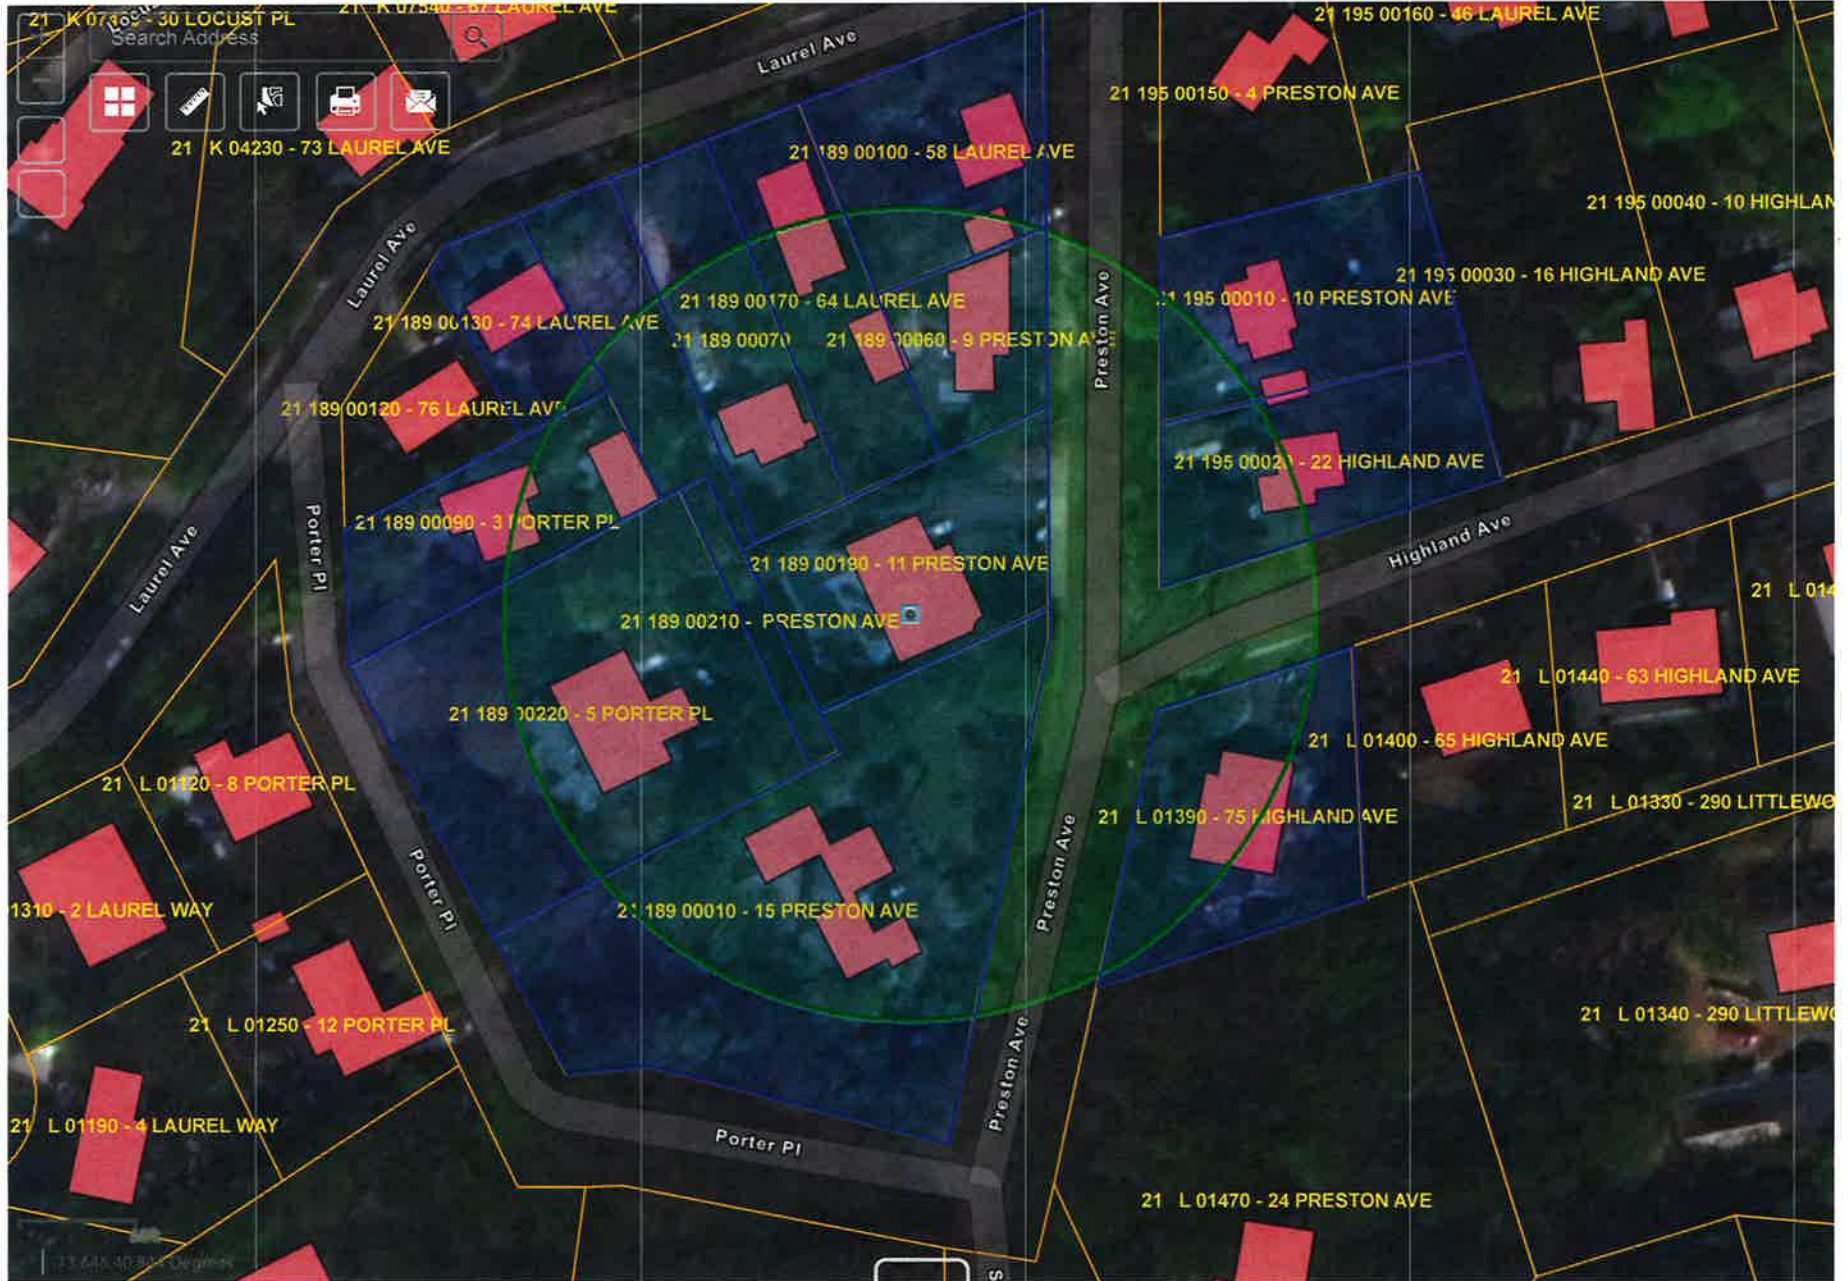 21 K 07540 - 67 LAUREL AVE
30 LOCUST PL
21 195 00160 - 46 LAUREL AVE
Search Address
Laurel Ave
21 195 00150 - 4 PRESTON AVE
21 K 04230 - 73 LAUREL AVE
21 189 00100 - 58 LAUREL AVE
21 195 00040 - 10 HIGHLAN
Laurel Ave
21 195 00030 - 16 HIGHLAND AVE
21 189 00170 - 64 LAUREL AVE
195 00010 - 10 PRESTON AVE
21 189 00130 - 74 LAUREL AVE
Preston Ave
21 189 00070
21 189 00060 - 9 PRESTON A
21 189 00120 - 76 LAUREL AVE
21 195 00020 - 22 HIGHLAND AVE
21 189 00090 - 3 PORTER PL
Porter Pl
Highland Ave
Laurel Ave
21 189 00190 - 11 PRESTON AVE
21 L 014
21 189 00210 - PRESTON AVE
21 L 01440 - 63 HIGHLAND AVE
21 189 00220 - 5 PORTER PL
21 L 01400 - 65 HIGHLAND AVE
21 L 01120 - 8 PORTER PL
21 L 01330 - 290 LITTLEWO
21 L 01390 - 75 HIGHLAND AVE
Preston Ave
Porter Pl
1310 - 2 LAUREL WAY
21 189 00010 - 15 PRESTON AVE
21 L 01340 - 290 LITTLEWO
21 L 01250 - 12 PORTER PL
Preston Ave
21 L 01190 - 4 LAUREL WAY
Porter Pl
21 L 01470 - 24 PRESTON AVE
Degrees